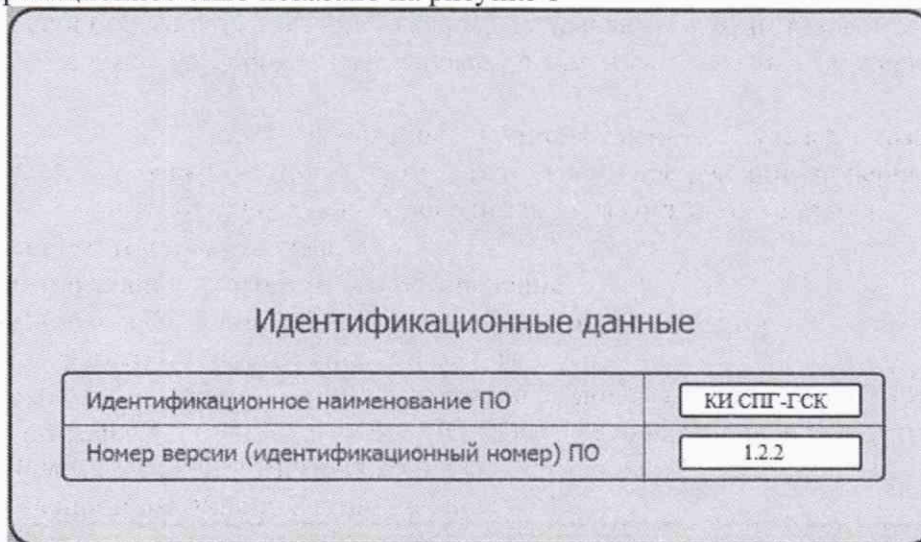 Идентификационные данные
Идентификационное наименование ПО КИ СПГ-ГСК
Номер версии (идентификационный номер) ПО 1.2.2